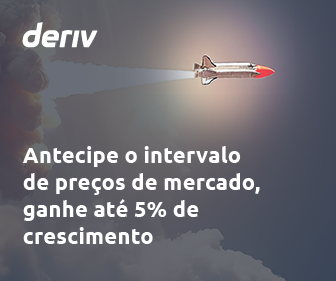 deriv
Antecipe o intervalo
de preços de mercado,
ganhe até 5% de
crescimento